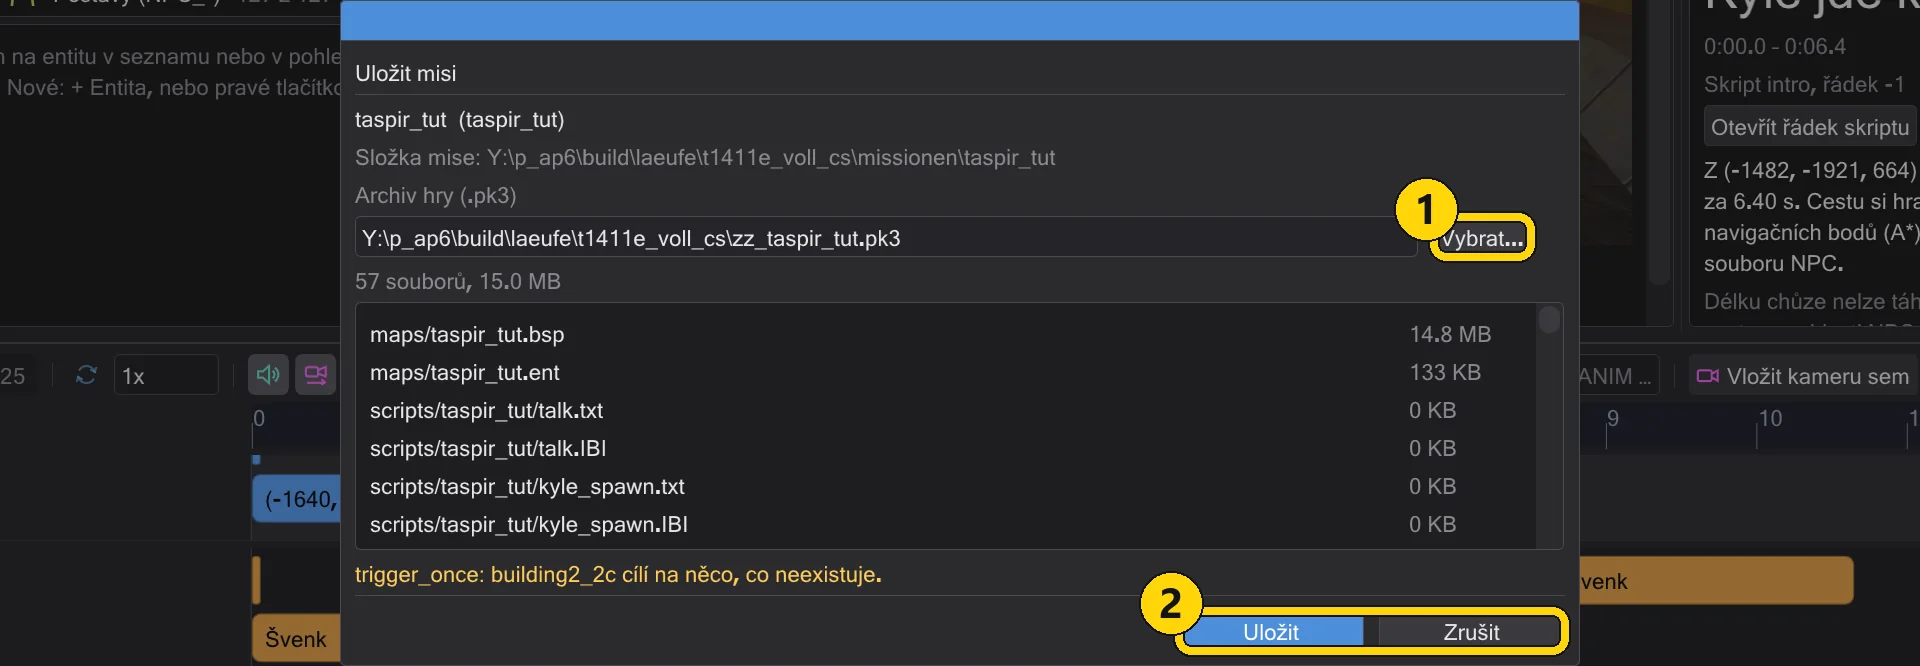 na entitu v seznamu nebo v pohle
Nové: + Entita, nebo pravé tlačítko
25
1x
0
(-1640,
Švenk
Uložit misi
taspir_tut (taspir_tut)
Složka mise: Y:\p_ap6\build\laeufe\t1411e_voll_cs\missionen\taspir_tut
Archiv hry (.pk3)
Y:\p_ap6\build\laeufe\t1411e_voll_cs\zz_taspir_tut.pk3
1
Vybrat...
57 souborů, 15.0 MB
maps/taspir_tut.bsp 14.8 MB
maps/taspir_tut.ent 133 KB
scripts/taspir_tut/talk.txt 0 KB
scripts/taspir_tut/talk.IBI 0 KB
scripts/taspir_tut/kyle_spawn.txt 0 KB
scripts/taspir_tut/kyle_spawn.IBI 0 KB
trigger_once: building2_2c cílí na něco, co neexistuje.
2
Uložit Zrušit
0:00.0 - 0:06.4
Skript intro, řádek -1
Otevřít řádek skriptu
Z (-1482, -1921, 664)
za 6.40 s. Cestu si hra
navigačních bodů (A*)
souboru NPC.
Délku chůze nelze táh
ANIM ...
Vložit kameru sem
9 10 1
venk